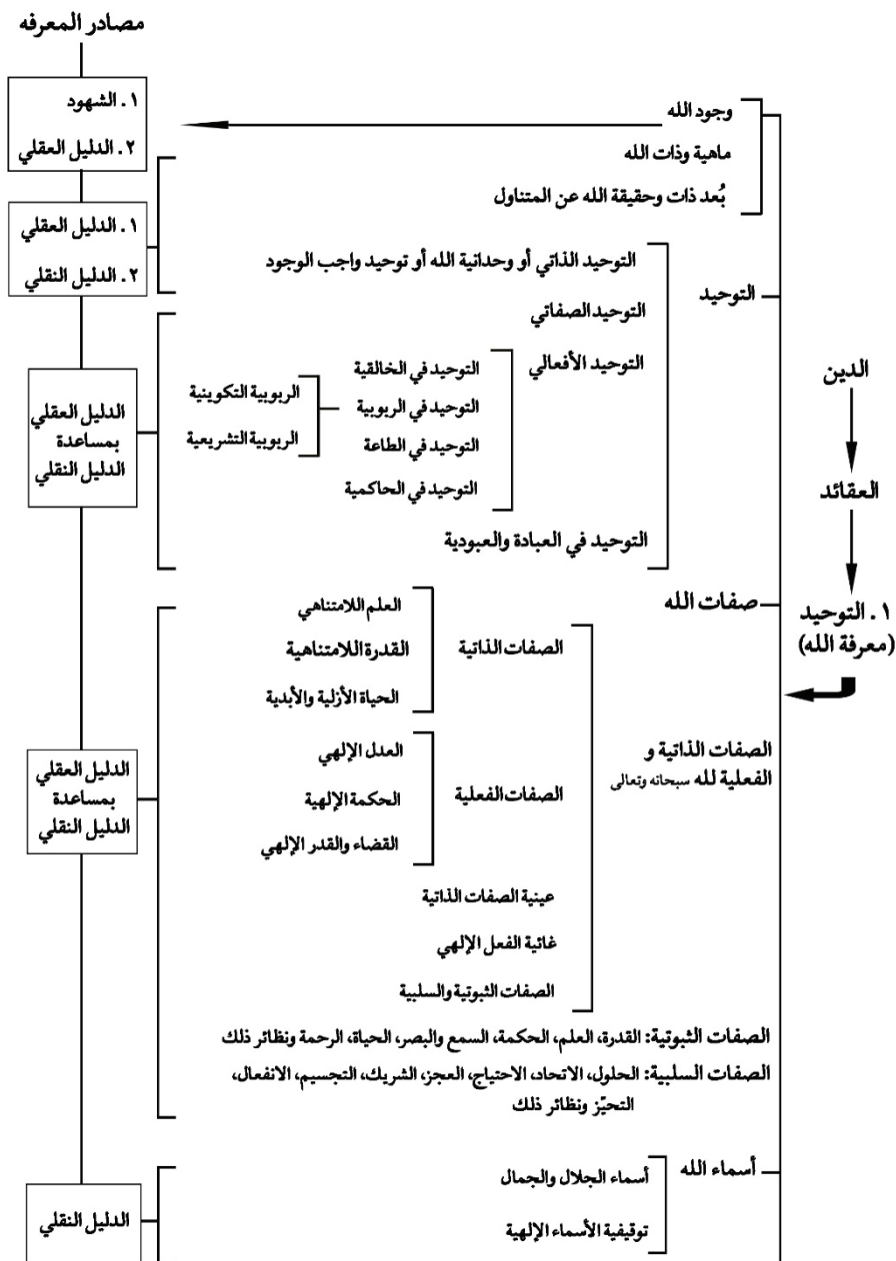 مصادر المعرفه
١. الشهود
٢. الدليل العقلي
١. الدليل العقلي
٢. الدليل النقلي
الدليل العقلي
بمساعدة
الدليل النقلي
الدليل العقلي
بمساعدة
الدليل النقلي
الدليل النقلي
الدين
العقائد
١. التوحيد
(معرفة الله)
وجود الله
ماهية وذات الله
بُعد ذات وحقيقة الله عن المتناول
التوحيد
التوحيد الذاتي أو وحدانية الله أو توحيد واجب الوجود
التوحيد الصفاتي
التوحيد الأفعالي
التوحيد في الخالقية
التوحيد في الربوبية
الربوبية التكوينية
الربوبية التشريعية
التوحيد في الطاعة
التوحيد في الحاكمية
التوحيد في العبادة والعبودية
صفات الله
الصفات الذاتية و
الفعلية لله سبحانه وتعالى
الصفات الذاتية
العلم اللامتناهي
القدرة اللامتناهية
الحياة الأزلية والأبدية
الصفات الفعلية
العدل الإلهي
الحكمة الإلهية
القضاء والقدر الإلهي
عينية الصفات الذاتية
غائية الفعل الإلهي
الصفات الثبوتية والسلبية
الصفات الثبوتية: القدرة، العلم، الحكمة، السمع والبصر، الحياة، الرحمة ونظائر ذلك
الصفات السلبية: الحلول، الاتحاد، الاحتياج، العجز، الشريك، التجسيم، الانفعال،
التحيّز ونظائر ذلك
أسماء الله
أسماء الجلال والجمال
توقيفية الأسماء الإلهية